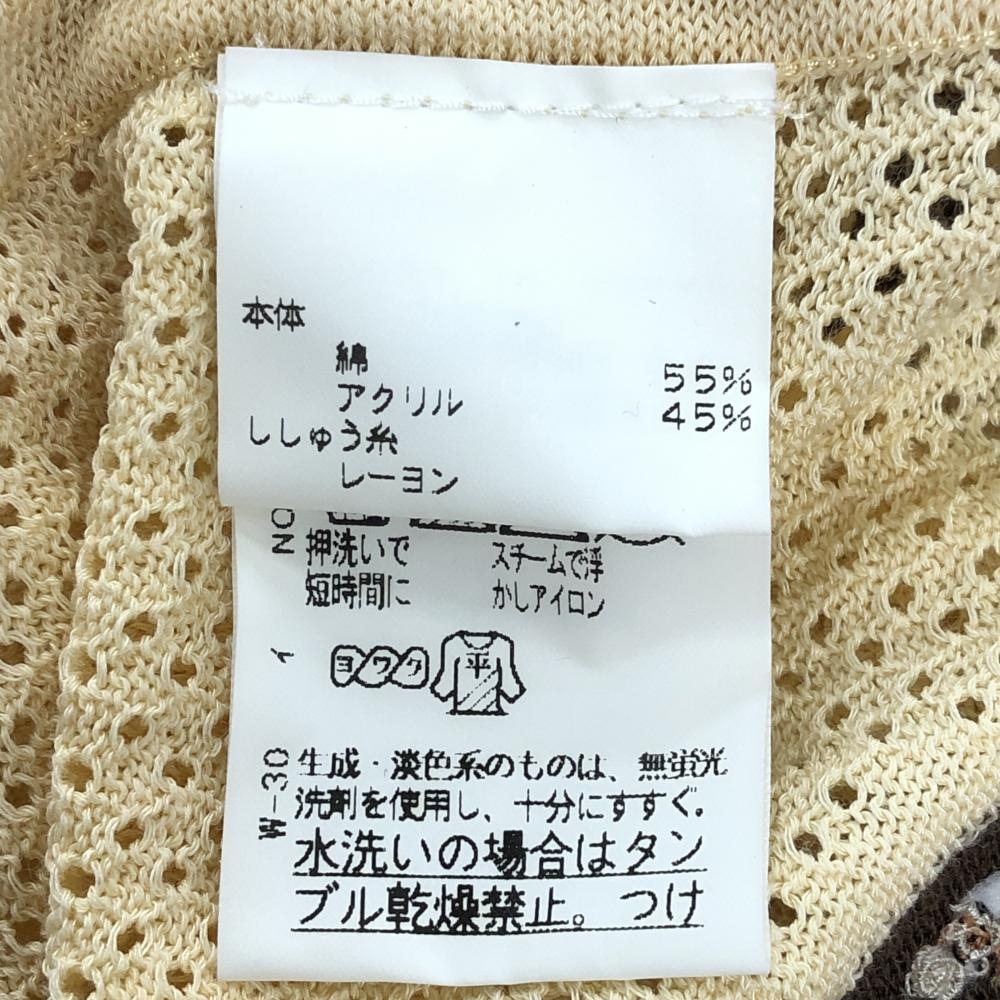 本体
綿 55%
アクリル 45%
ししゅう糸
レーヨン
NO
押洗いで スチームで浮
短時間に かしアイロン
ヨワク 平
W-30
生成・淡色系のものは、無蛍光
洗剤を使用し、十分にすすぐ。
水洗いの場合はタン
ブル乾燥禁止。つけ